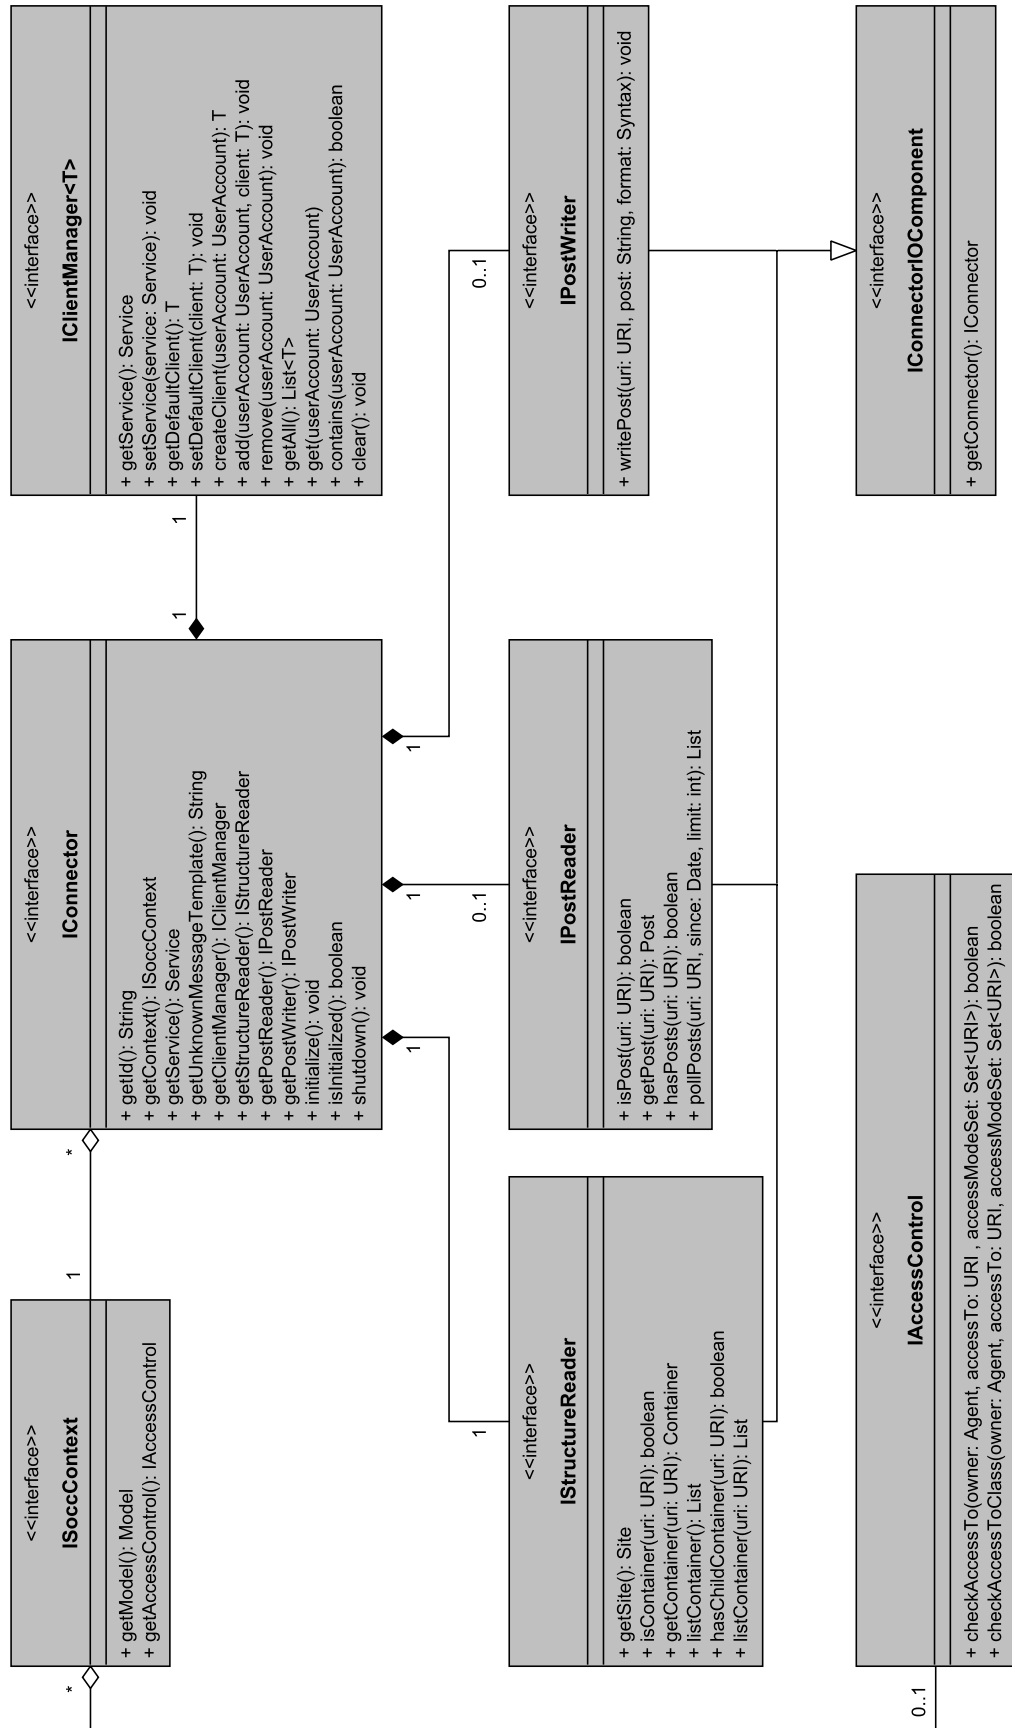 <<interface>>
ISoccContext
+ getModel(): Model
+ getAccessControl(): IAccessControl
*
1
*
<<interface>>
IConnector
+ getId(): String
+ getContext(): ISoccContext
+ getService(): Service
+ getUnknownMessageTemplate(): String
+ getClientManager(): IClientManager
+ getStructureReader(): IStructureReader
+ getPostReader(): IPostReader
+ getPostWriter(): IPostWriter
+ initialize(): void
+ isInitialized(): boolean
+ shutdown(): void
1
1
<<interface>>
IClientManager<T>
+ getService(): Service
+ setService(service: Service): void
+ getDefaultClient(): T
+ setDefaultClient(client: T): void
+ createClient(userAccount: UserAccount): T
+ add(userAccount: UserAccount, client: T): void
+ remove(userAccount: UserAccount): void
+ getAll(): List<T>
+ get(userAccount: UserAccount)
+ contains(userAccount: UserAccount): boolean
+ clear(): void
1
1
1
1
0..1
0..1
<<interface>>
IStructureReader
+ getSite(): Site
+ isContainer(uri: URI): boolean
+ getContainer(uri: URI): Container
+ listContainer(): List
+ hasChildContainer(uri: URI): boolean
+ listContainer(uri: URI): List
<<interface>>
IPostReader
+ isPost(uri: URI): boolean
+ getPost(uri: URI): Post
+ hasPosts(uri: URI): boolean
+ pollPosts(uri: URI, since: Date, limit: int): List
<<interface>>
IPostWriter
+ writePost(uri: URI, post: String, format: Syntax): void
0..1
<<interface>>
IAccessControl
+ checkAccessTo(owner: Agent, accessTo: URI , accessModeSet: Set<URI>): boolean
+ checkAccessToClass(owner: Agent, accessTo: URI, accessModeSet: Set<URI>): boolean
<<interface>>
IConnectorIOComponent
+ getConnector(): IConnector